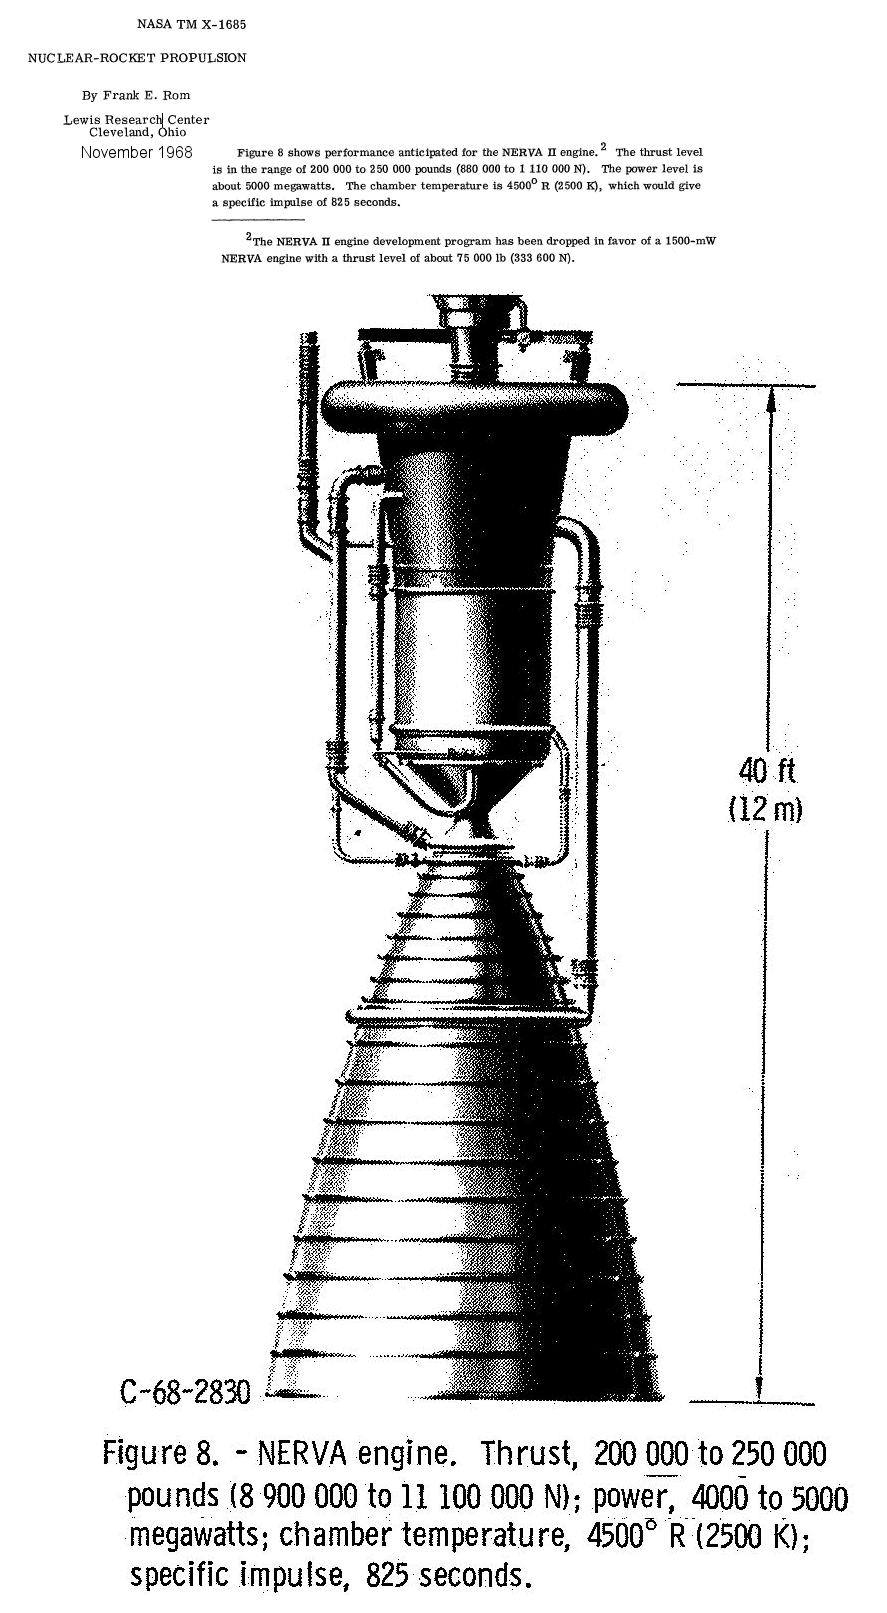 NASA TM X-1685
NUCLEAR-ROCKET PROPULSION
By Frank E. Rom
Lewis Research Center
Cleveland, Ohio
November 1968
Figure 8 shows performance anticipated for the NERVA II engine.2 The thrust level
is in the range of 200 000 to 250 000 pounds (880 000 to 1 110 000 N). The power level is
about 5000 megawatts. The chamber temperature is 4500° R (2500 K), which would give
a specific impulse of 825 seconds.
2The NERVA II engine development program has been dropped in favor of a 1500-mW
NERVA engine with a thrust level of about 75 000 lb (333 600 N).
40 ft
(12 m)
C-68-2830
Figure 8. - NERVA engine. Thrust, 200 000 to 250 000
pounds (8 900 000 to 11 100 000 N); power, 4000 to 5000
megawatts; chamber temperature, 4500° R (2500 K);
specific impulse, 825 seconds.